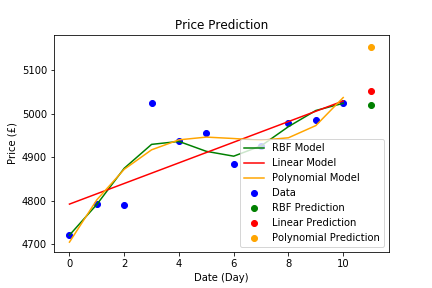 Price Prediction
Price (£)
5100
5000
4900
4800
4700
RBF Model
Linear Model
Polynomial Model
Data
RBF Prediction
Linear Prediction
Polynomial Prediction
0
2
4
6
8
10
Date (Day)